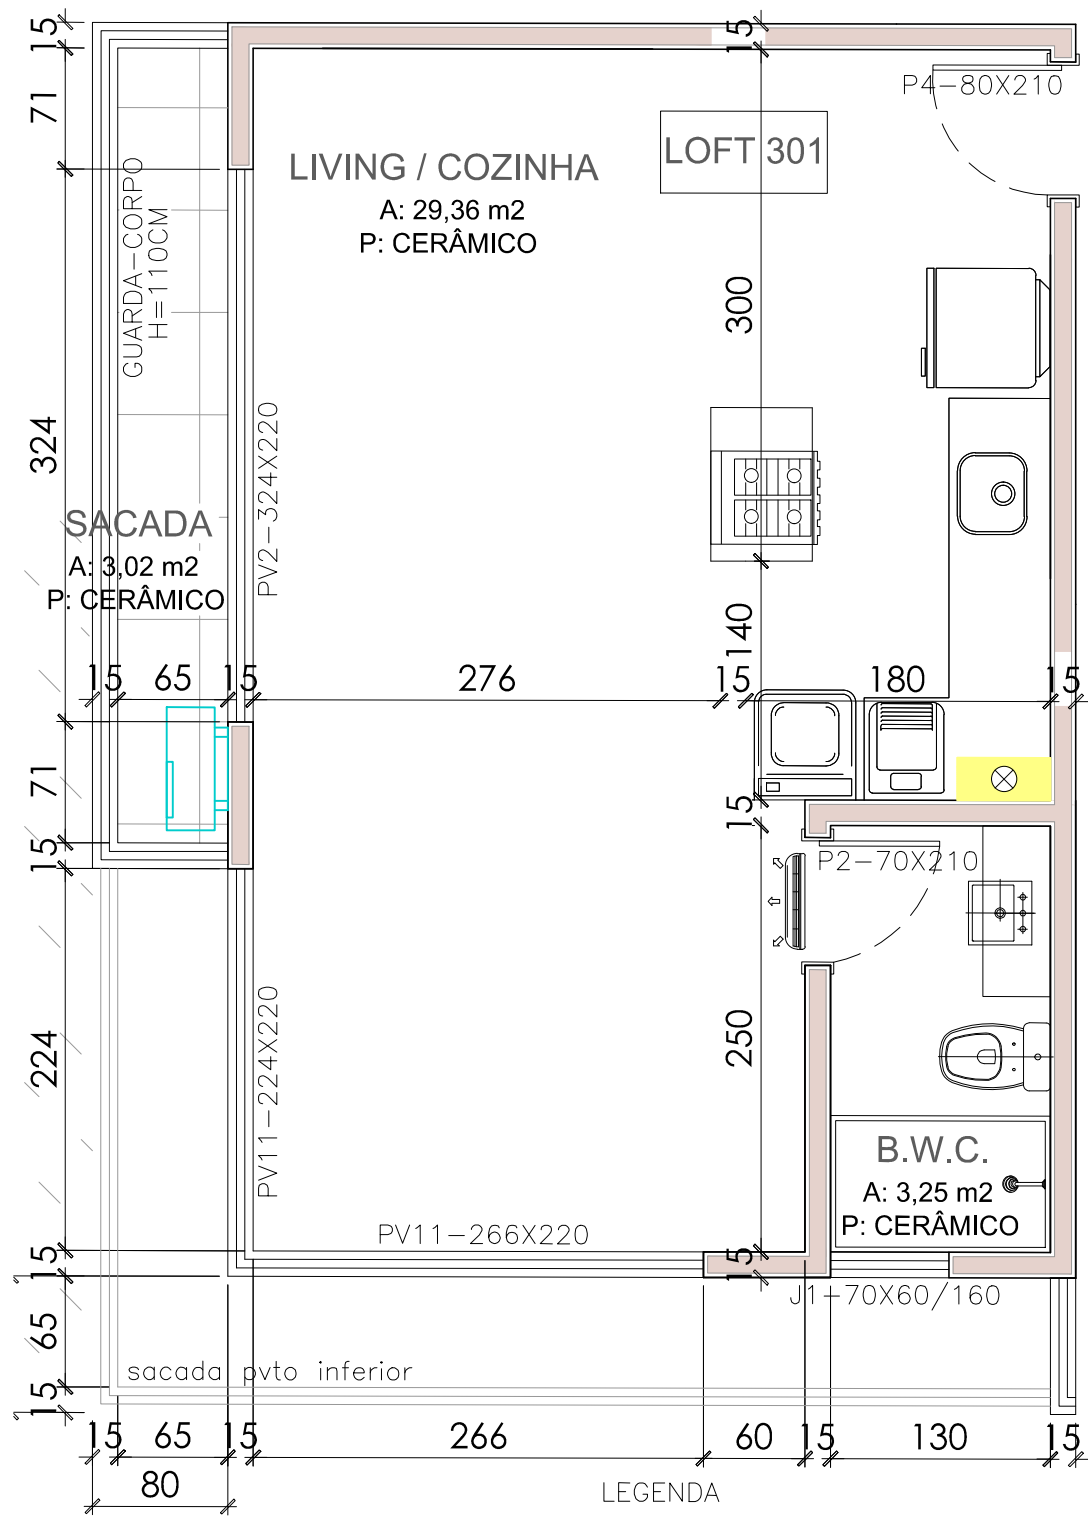 15
15
71
P4-80X210
LOFT 301
LIVING / COZINHA
A: 29,36 m2
P: CERÂMICO
GUARDA-CORPO
H=110CM
300
324
PV2-324X220
SACADA
A: 3,02 m2
P: CERÂMICO
140
15
65
15
276
15
180
15
71
15
15
P2-70X210
224
PV11-224X220
250
B.W.C.
A: 3,25 m2
P: CERÂMICO
PV11-266X220
15
15
J1-70X60/160
65
sacada pvto inferior
15
15
65
15
266
60
15
130
15
80
LEGENDA